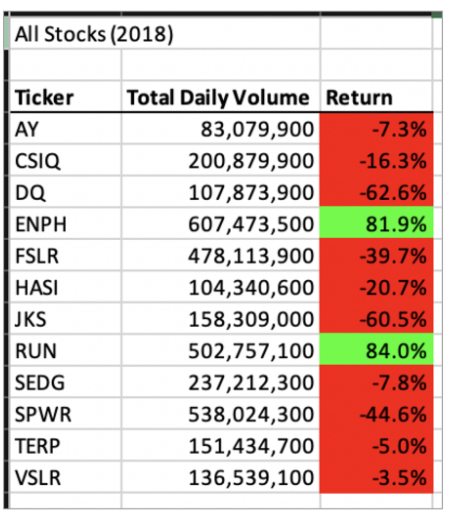 All Stocks (2018)
Ticker Total Daily Volume Return
AY 83,079,900 -7.3%
CSIQ 200,879,900 -16.3%
DQ 107,873,900 -62.6%
ENPH 607,473,500 81.9%
FSLR 478,113,900 -39.7%
HASI 104,340,600 -20.7%
JKS 158,309,000 -60.5%
RUN 502,757,100 84.0%
SEDG 237,212,300 -7.8%
SPWR 538,024,300 -44.6%
TERP 151,434,700 -5.0%
VSLR 136,539,100 -3.5%